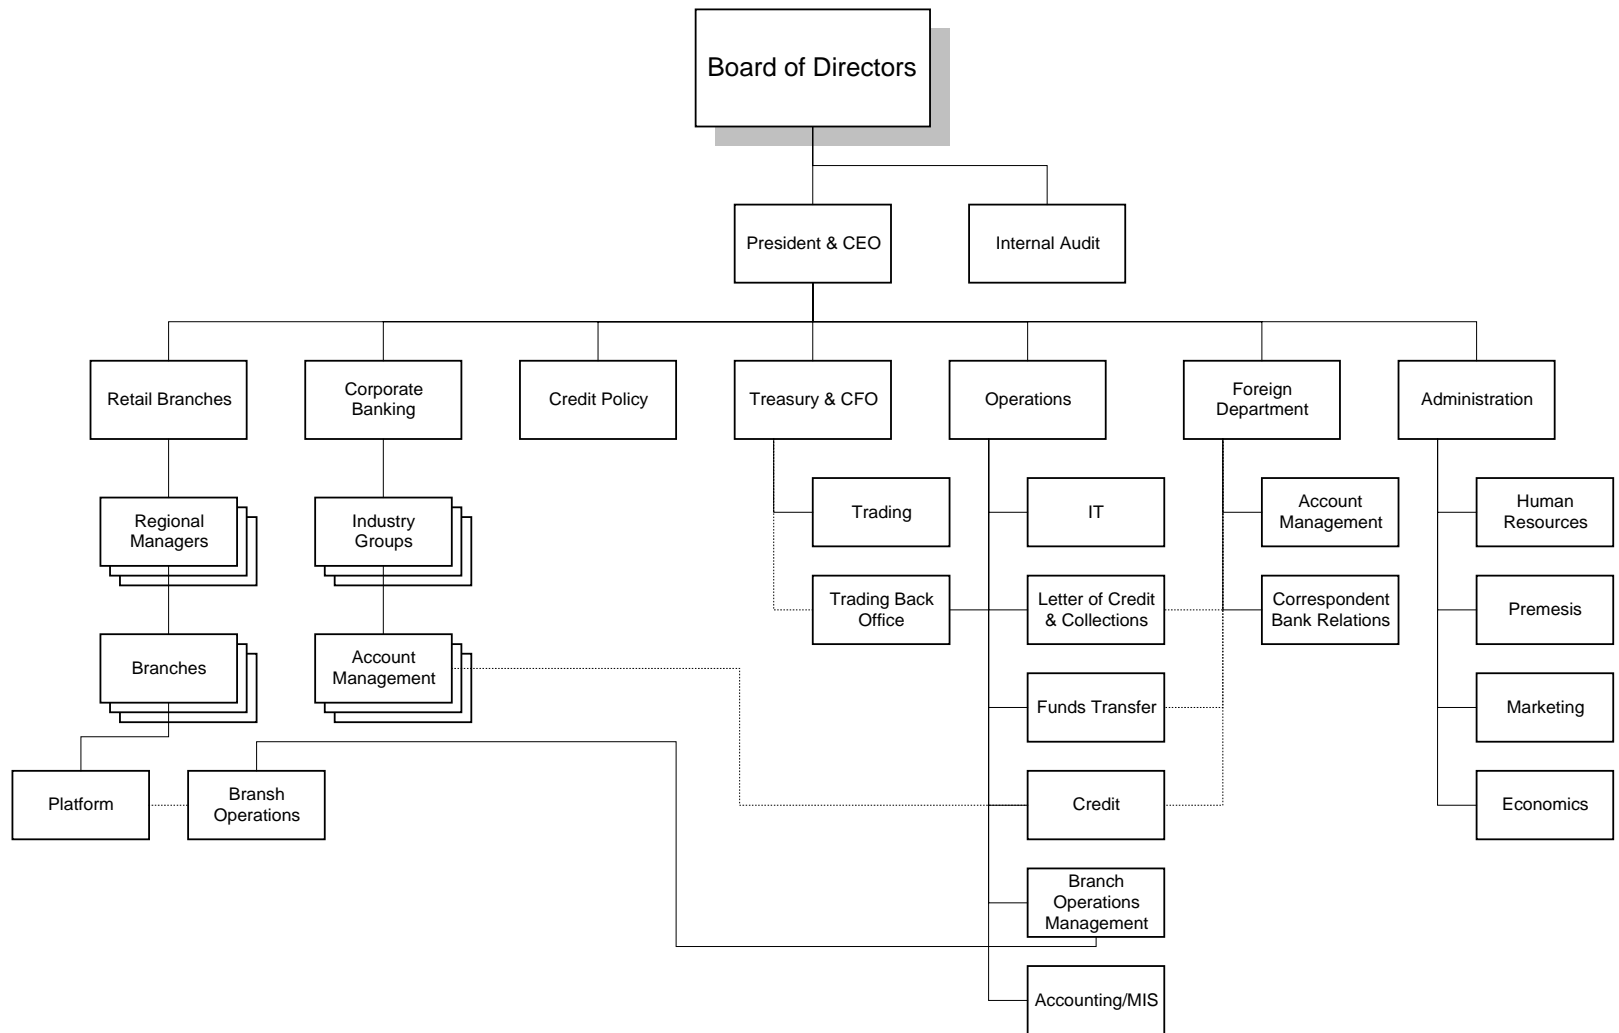 Board of Directors
President & CEO
Internal Audit
Retail Branches
Corporate
Banking
Credit Policy
Treasury & CFO
Operations
Foreign
Department
Administration
Regional
Managers
Industry
Groups
Trading
IT
Account
Management
Human
Resources
Trading Back
Office
Letter of Credit
& Collections
Correspondent
Bank Relations
Premesis
Branches
Account
Management
Funds Transfer
Marketing
Platform
Bransh
Operations
Credit
Economics
Branch
Operations
Management
Accounting/MIS